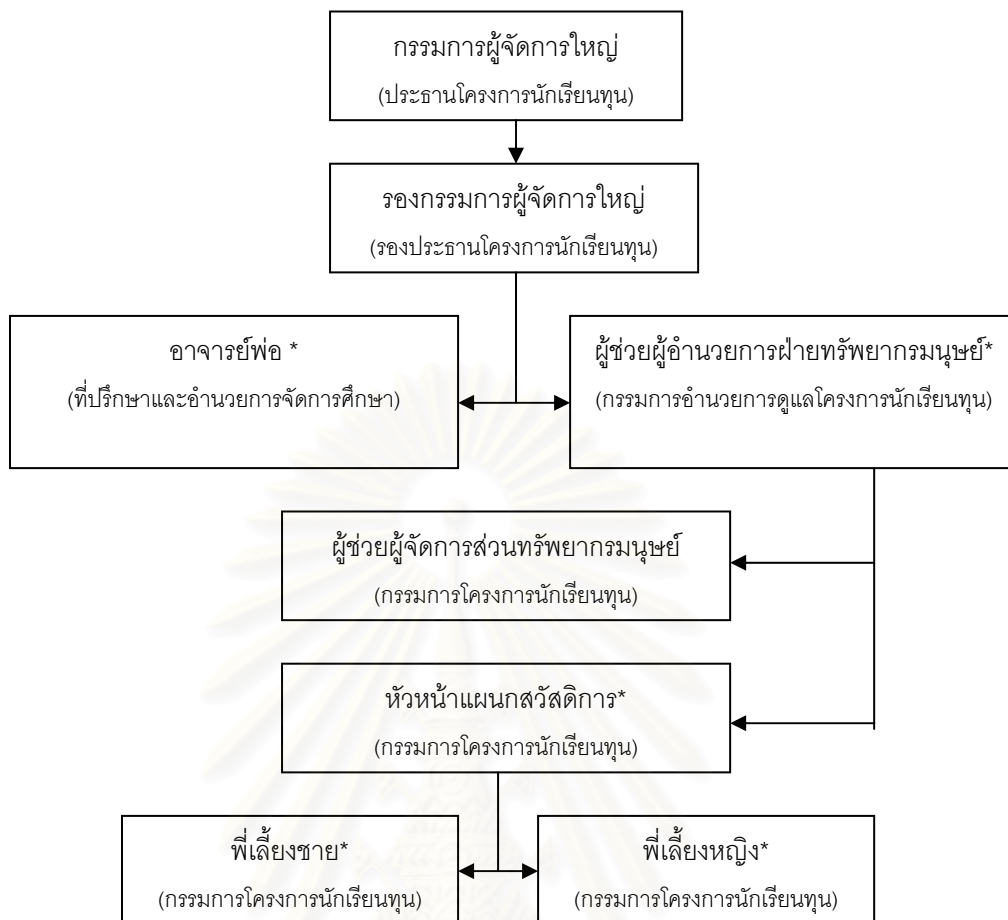 กรรมการผู้จัดการใหญ่
(ประธานโครงการนักเรียนทุน)
รองกรรมการผู้จัดการใหญ่
(รองประธานโครงการนักเรียนทุน)
อาจารย์พ่อ *
(ที่ปรึกษาและอำนวยการจัดการศึกษา)
ผู้ช่วยผู้อำนวยการฝ่ายทรัพยากรมนุษย์*
(กรรมการอำนวยการดูแลโครงการนักเรียนทุน)
ผู้ช่วยผู้จัดการส่วนทรัพยากรมนุษย์
(กรรมการโครงการนักเรียนทุน)
หัวหน้าแผนกสวัสดิการ*
(กรรมการโครงการนักเรียนทุน)
พี่เลี้ยงชาย*
(กรรมการโครงการนักเรียนทุน)
พี่เลี้ยงหญิง*
(กรรมการโครงการนักเรียนทุน)